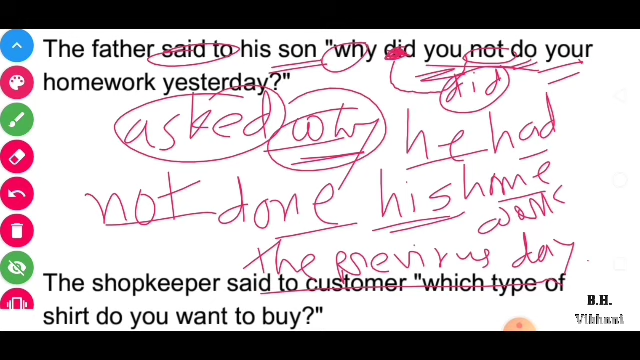 The father said to his son "why did you not do your
did
homework yesterday?"
asked why he had
not done his home
work
the previus day.
The shopkeeper said to customer "which type of
shirt do you want to buy?"
B.H.
Vibhuti